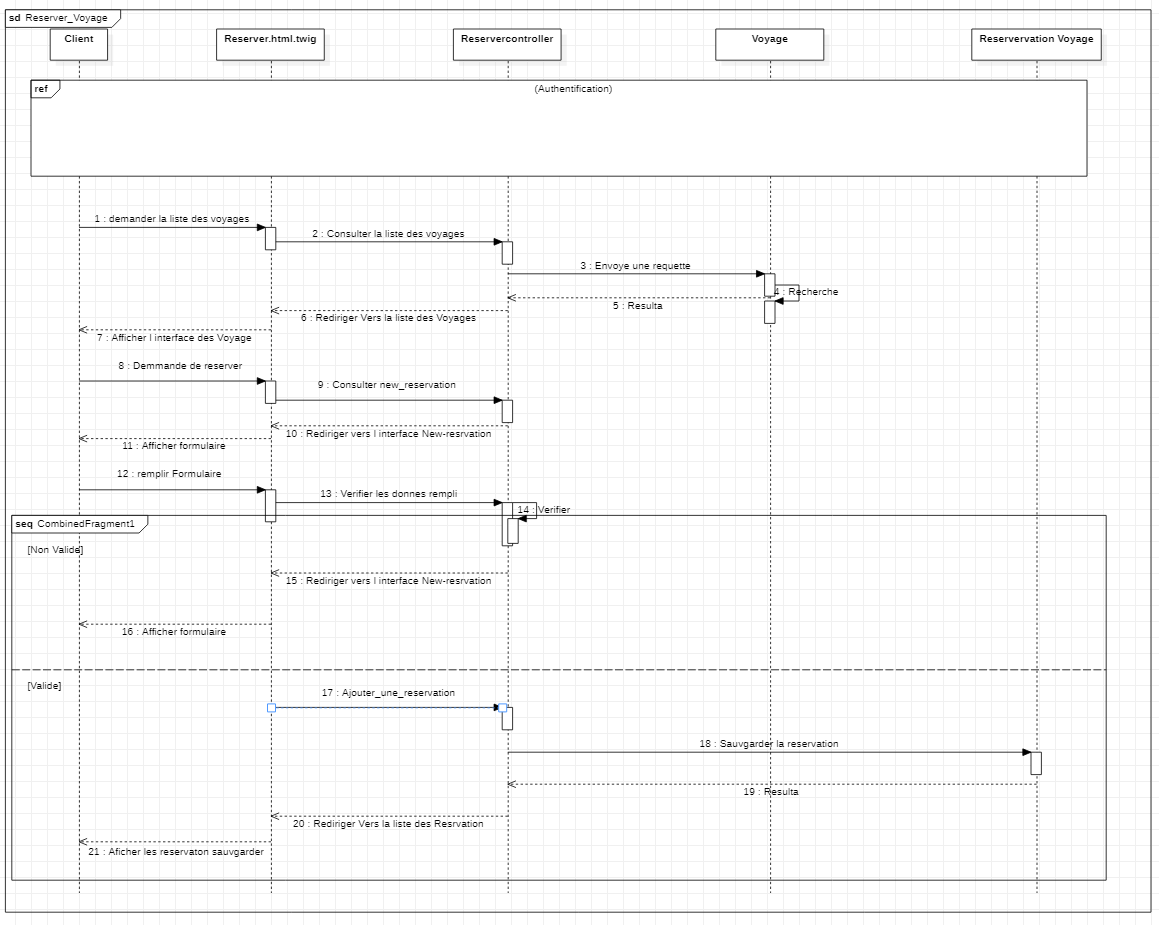 sd Reserver_Voyage
Client
Reserver.html.twig
Reservercontroller
Voyage
Reservervation Voyage
ref
(Authentification)
1 : demander la liste des voyages
2 : Consulter la liste des voyages
3 : Envoye une requette
4 : Recherche
5 : Resulta
6 : Rediriger Vers la liste des Voyages
7 : Afficher l interface des Voyage
8 : Demmande de reserver
9 : Consulter new_reservation
10 : Rediriger vers l interface New-resrvation
11 : Afficher formulaire
12 : remplir Formulaire
13 : Verifier les donnes rempli
14 : Verifier
seq CombinedFragment1
[Non Valide]
15 : Rediriger vers l interface New-resrvation
16 : Afficher formulaire
[Valide]
17 : Ajouter_une_reservation
18 : Sauvgarder la reservation
19 : Resulta
20 : Rediriger Vers la liste des Resrvation
21 : Aficher les reservaton sauvgarder